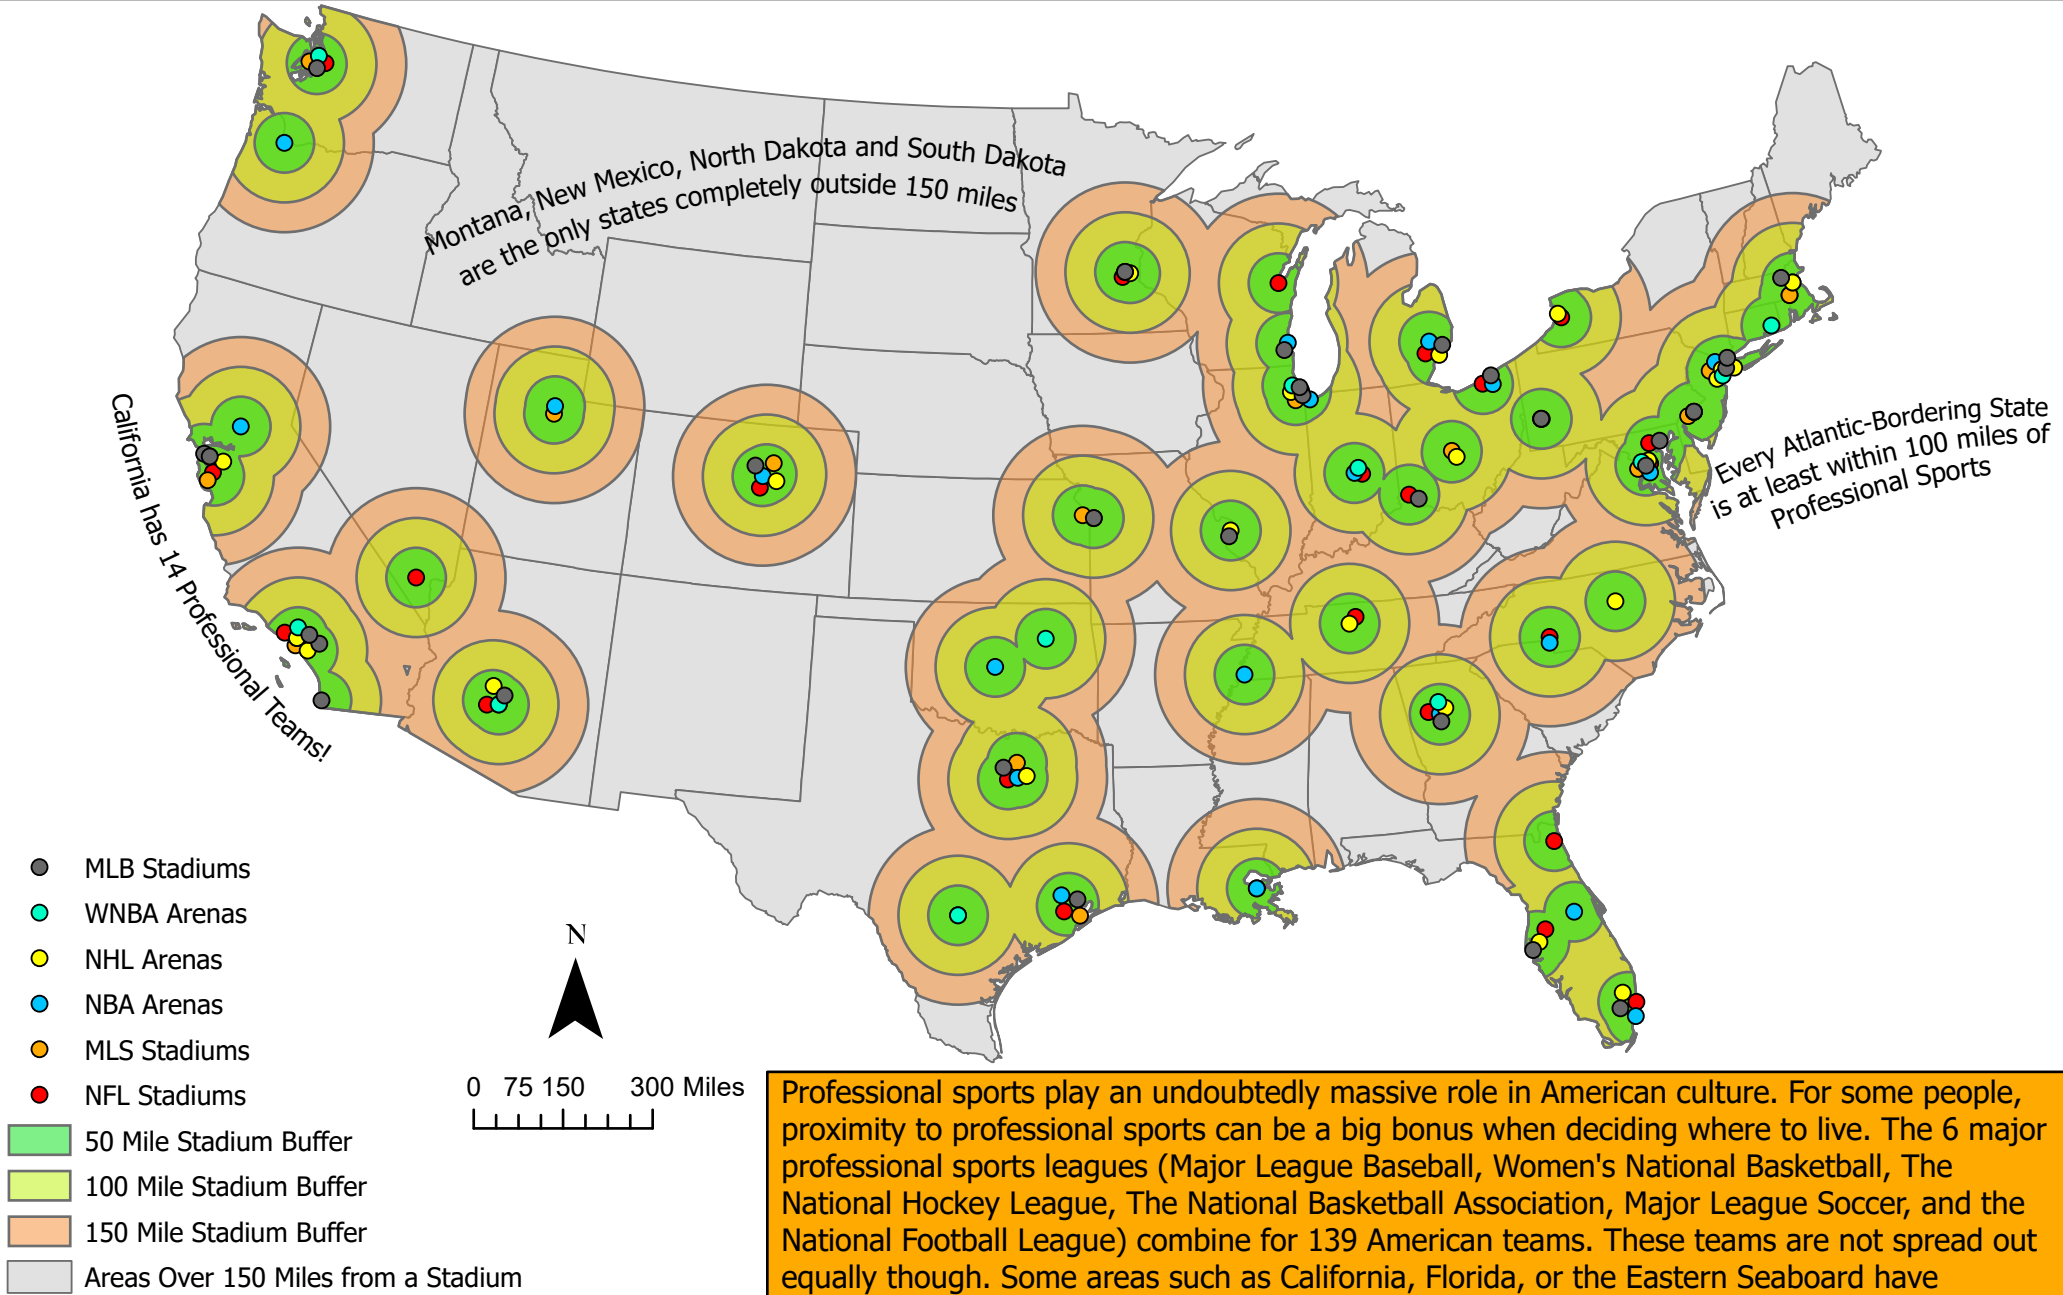 Montana, New Mexico, North Dakota and South Dakota
are the only states completely outside 150 miles
California has 14 Professional Teams!
Every Atlantic-Bordering State
is at least within 100 miles of
Professional Sports
MLB Stadiums
WNBA Arenas
NHL Arenas
NBA Arenas
MLS Stadiums
NFL Stadiums
50 Mile Stadium Buffer
100 Mile Stadium Buffer
150 Mile Stadium Buffer
Areas Over 150 Miles from a Stadium
N
0 75 150 300 Miles
Professional sports play an undoubtedly massive role in American culture. For some people,
proximity to professional sports can be a big bonus when deciding where to live. The 6 major
professional sports leagues (Major League Baseball, Women's National Basketball, The
National Hockey League, The National Basketball Association, Major League Soccer, and the
National Football League) combine for 139 American teams. These teams are not spread out
equally though. Some areas such as California, Florida, or the Eastern Seaboard have